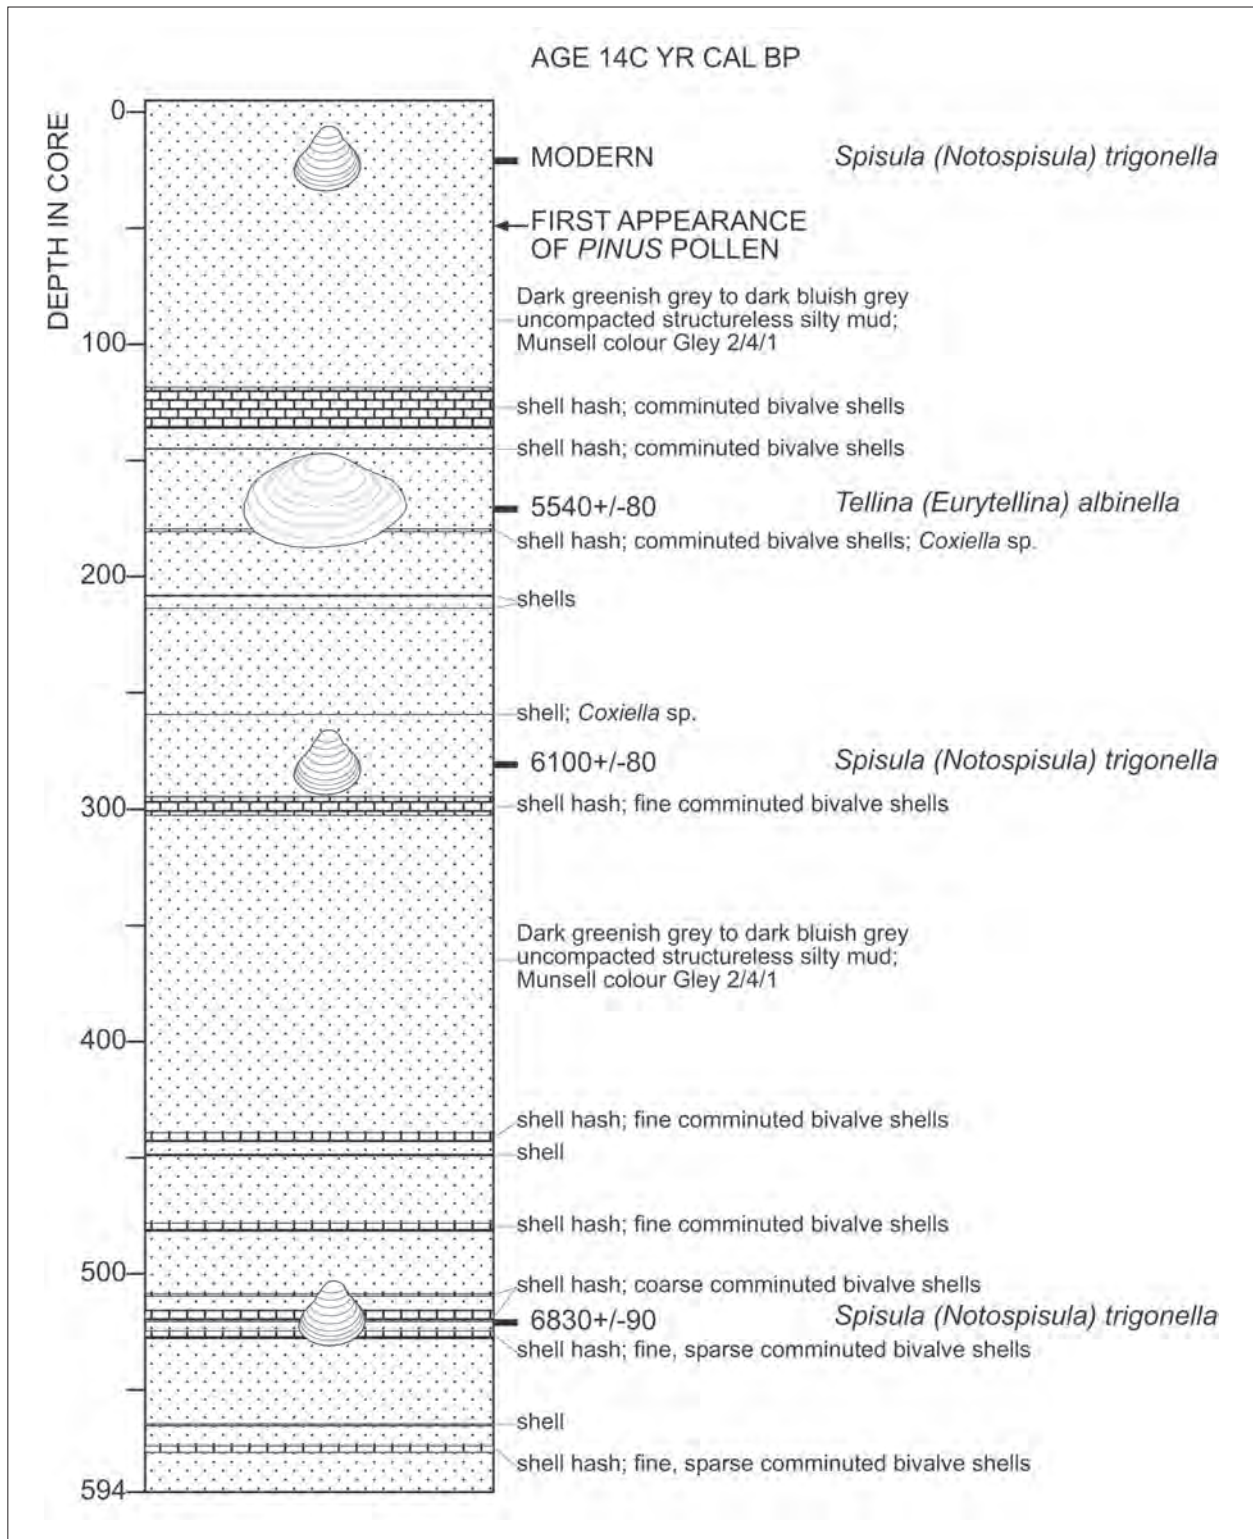 AGE 14C YR CAL BP
DEPTH IN CORE
0
MODERN
Spisula (Notospisula) trigonella
FIRST APPEARANCE
OF PINUS POLLEN
Dark greenish grey to dark bluish grey
uncompacted structureless silty mud;
Munsell colour Gley 2/4/1
100
shell hash; comminuted bivalve shells
shell hash; comminuted bivalve shells
5540+/-80
Tellina (Eurytellina) albinella
shell hash; comminuted bivalve shells; Coxiella sp.
200
shells
shell; Coxiella sp.
6100+/-80
Spisula (Notospisula) trigonella
300
shell hash; fine comminuted bivalve shells
Dark greenish grey to dark bluish grey
uncompacted structureless silty mud;
Munsell colour Gley 2/4/1
400
shell hash; fine comminuted bivalve shells
shell
shell hash; fine comminuted bivalve shells
500
shell hash; coarse comminuted bivalve shells
6830+/-90
Spisula (Notospisula) trigonella
shell hash; fine, sparse comminuted bivalve shells
shell
shell hash; fine, sparse comminuted bivalve shells
594